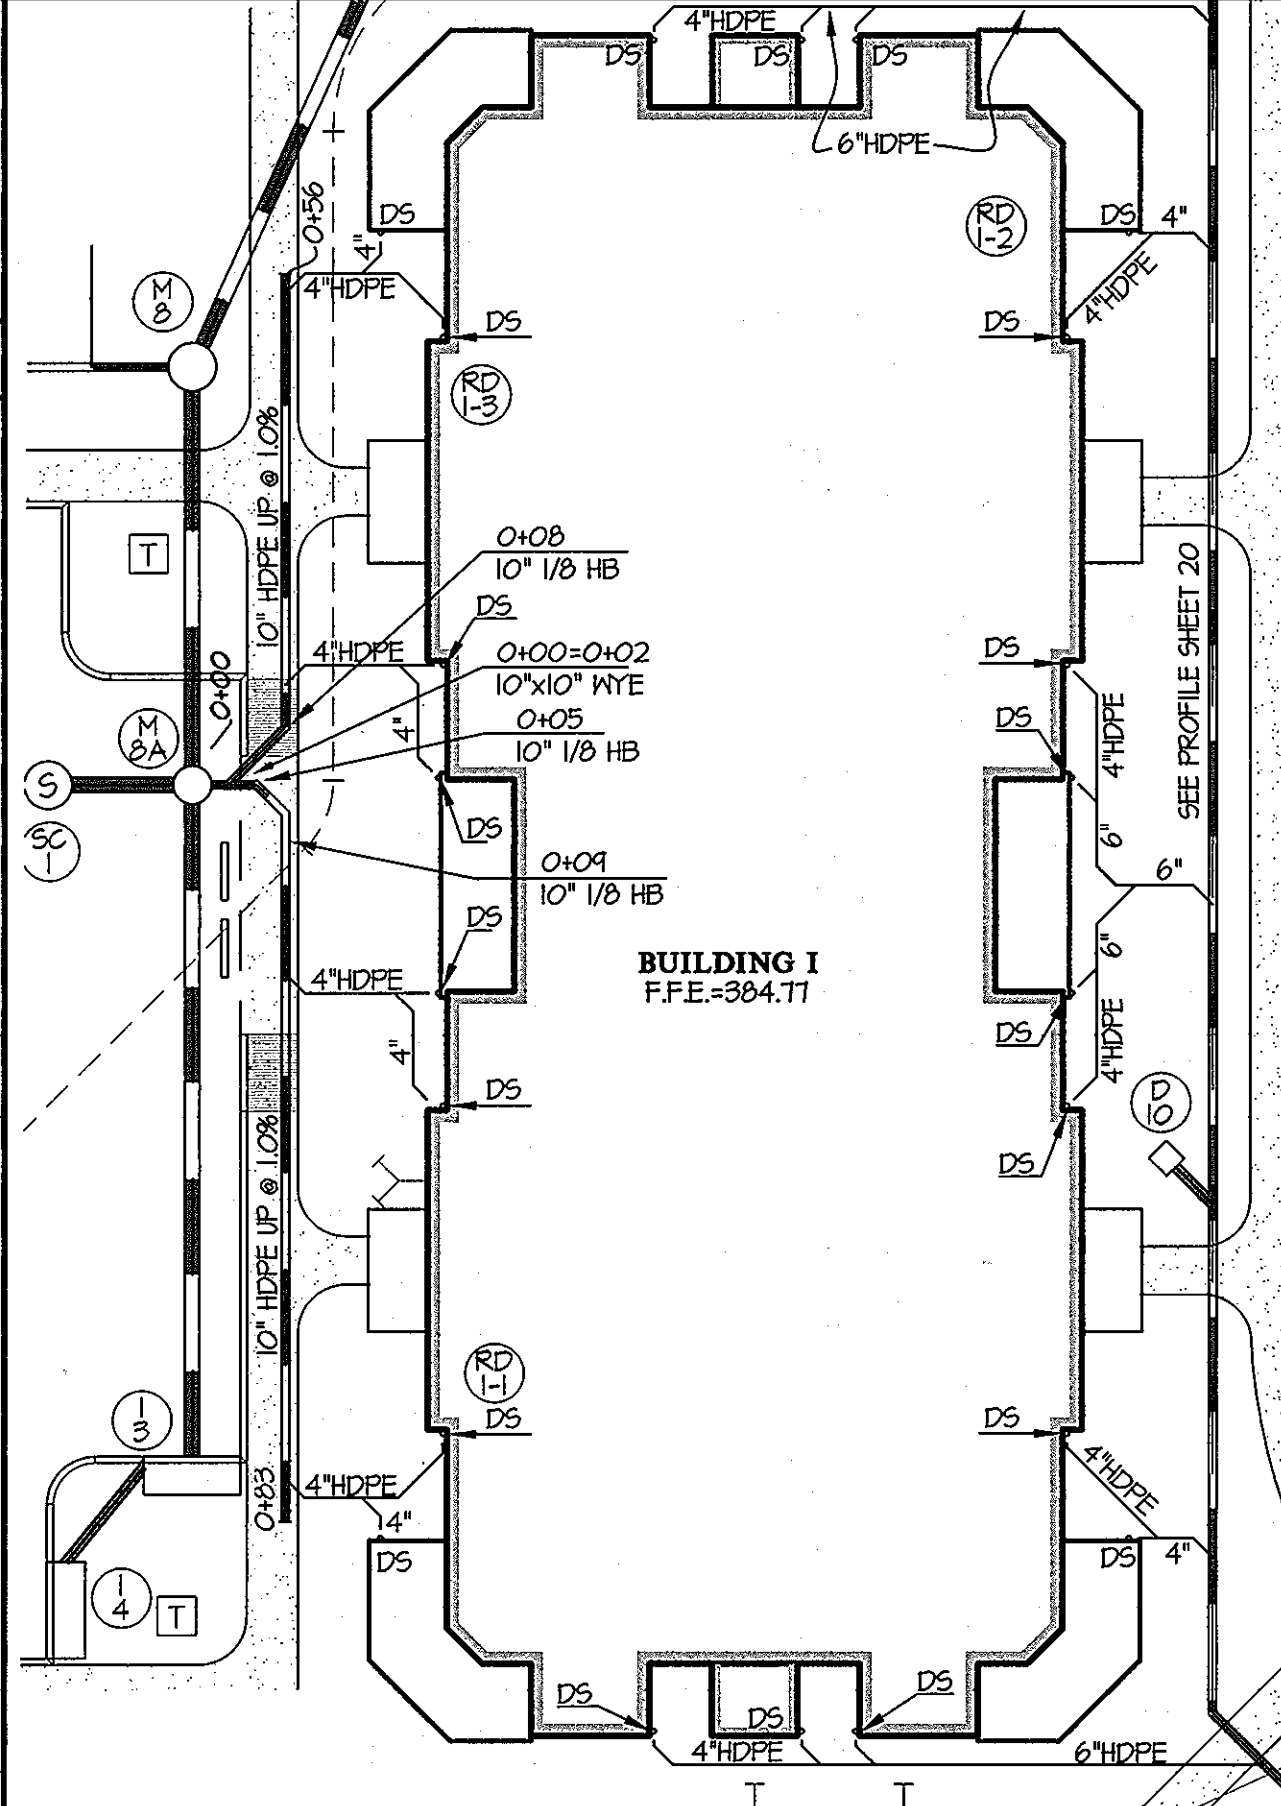 4"HDPE
DS
DS
DS
6"HDPE
0+56
DS
4"
4"HDPE
RD
1-2
DS
4"
4"HDPE
M
8
DS
DS
RD
1-3
10" HDPE UP @ 1.0%
T
0+08
10" 1/8 HB
DS
SEE PROFILE SHEET 20
4"HDPE
0+00=0+02
10"x10" WYE
DS
0+00
0+05
10" 1/8 HB
4"
DS
4"HDPE
M
8A
S
SC
1
DS
6"
0+09
10" 1/8 HB
6"
DS
6"
BUILDING I
F.F.E.=384.77
4"HDPE
4"
DS
4"HDPE
DS
D
10
DS
10" HDPE UP @ 1.0%
RD
1-1
I
3
DS
DS
0+83
4"HDPE
4"HDPE
4"
DS
DS
4"
I
4
T
DS
DS
DS
4"HDPE
6"HDPE
T
T